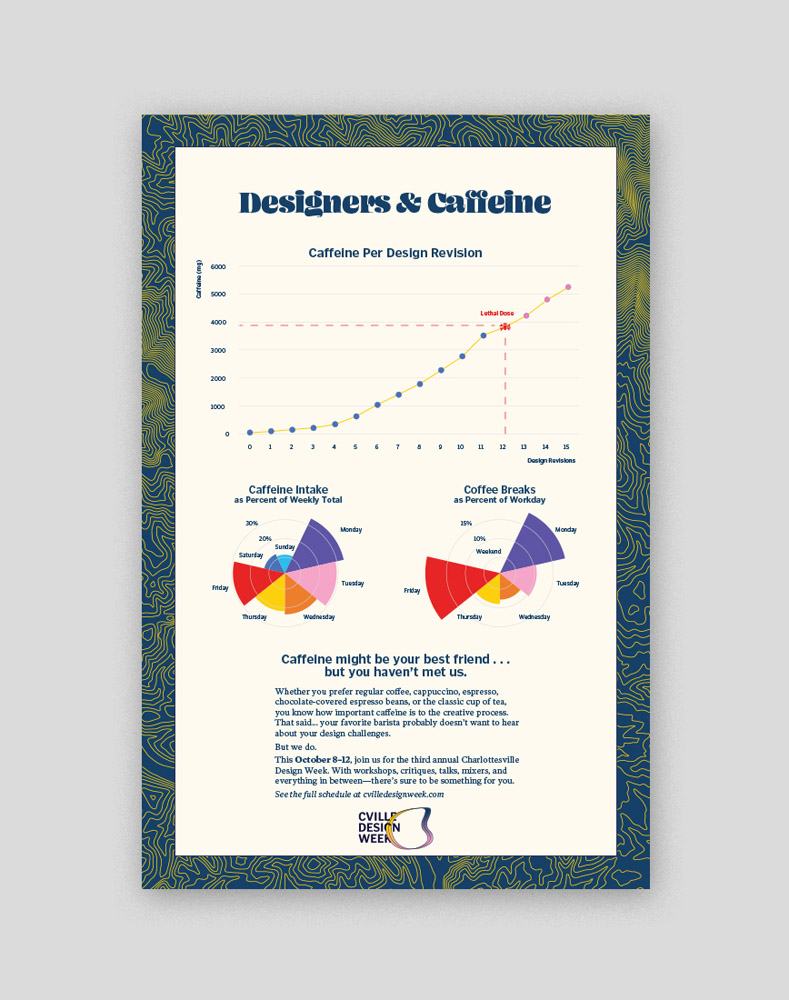 Designers & Caffeine
Caffeine Per Design Revision
Caffeine (mg)
6000
5000
4000
3000
2000
1000
0
Lethal Dose
0 1 2 3 4 5 6 7 8 9 10 11 12 13 14 15
Design Revisions
Caffeine Intake
as Percent of Weekly Total
30%
20%
Sunday
Monday
Saturday
Tuesday
Friday
Thursday
Wednesday
Coffee Breaks
as Percent of Workday
15%
10%
Weekend
Monday
Tuesday
Friday
Thursday
Wednesday
Caffeine might be your best friend . . .
but you haven’t met us.
Whether you prefer regular coffee, cappuccino, espresso,
chocolate-covered espresso beans, or the classic cup of tea,
you know how important caffeine is to the creative process.
That said... your favorite barista probably doesn’t want to hear
about your design challenges.
But we do.
This October 8–12, join us for the third annual Charlottesville
Design Week. With workshops, critiques, talks, mixers, and
everything in between—there’s sure to be something for you.
See the full schedule at cvilledesignweek.com
CVILLE
DESIGN
WEEK